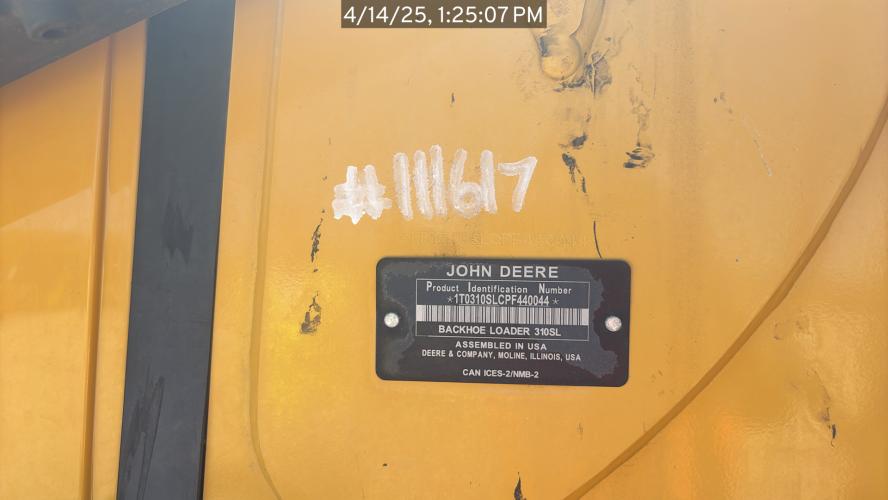 4/14/25, 1:25:07 PM
#111617
JOHN DEERE
Product Identification Number
*1T0310SLCPF440044*
BACKHOE LOADER 310SL
ASSEMBLED IN USA
DEERE & COMPANY, MOLINE, ILLINOIS, USA
CAN ICES-2/NMB-2